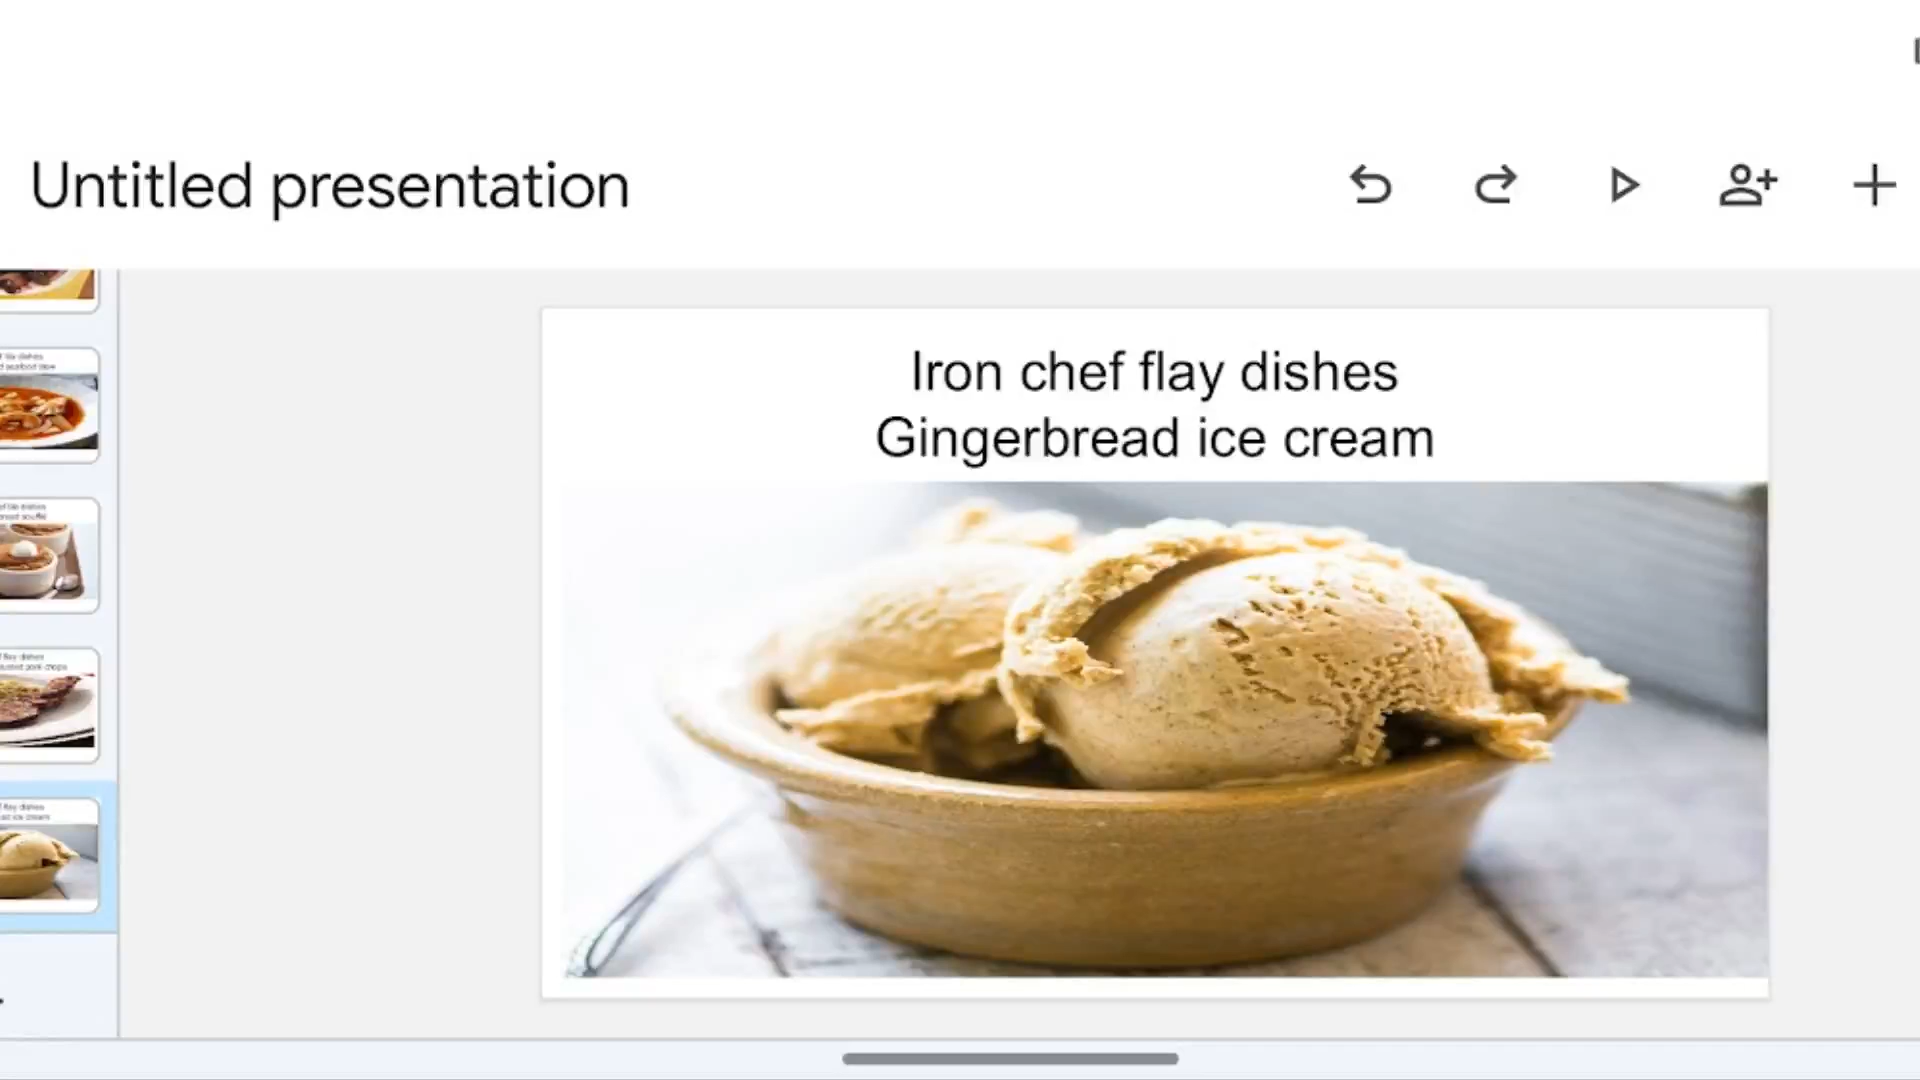 Untitled presentation
Iron chef flay dishes
Gingerbread ice cream